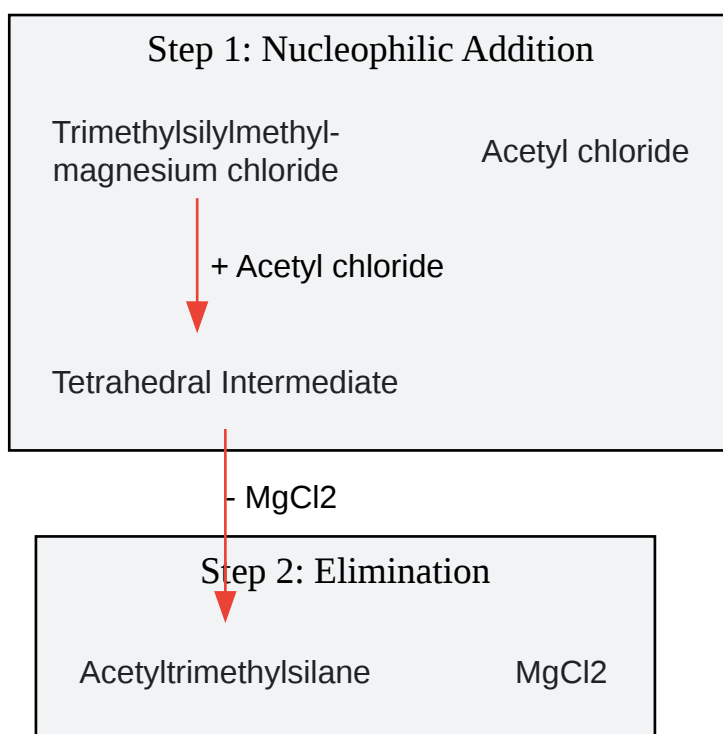 Step 1: Nucleophilic Addition
Trimethylsilylmethyl-
magnesium chloride
Acetyl chloride
+ Acetyl chloride
Tetrahedral Intermediate
- MgCl2
Step 2: Elimination
Acetyltrimethylsilane
MgCl2